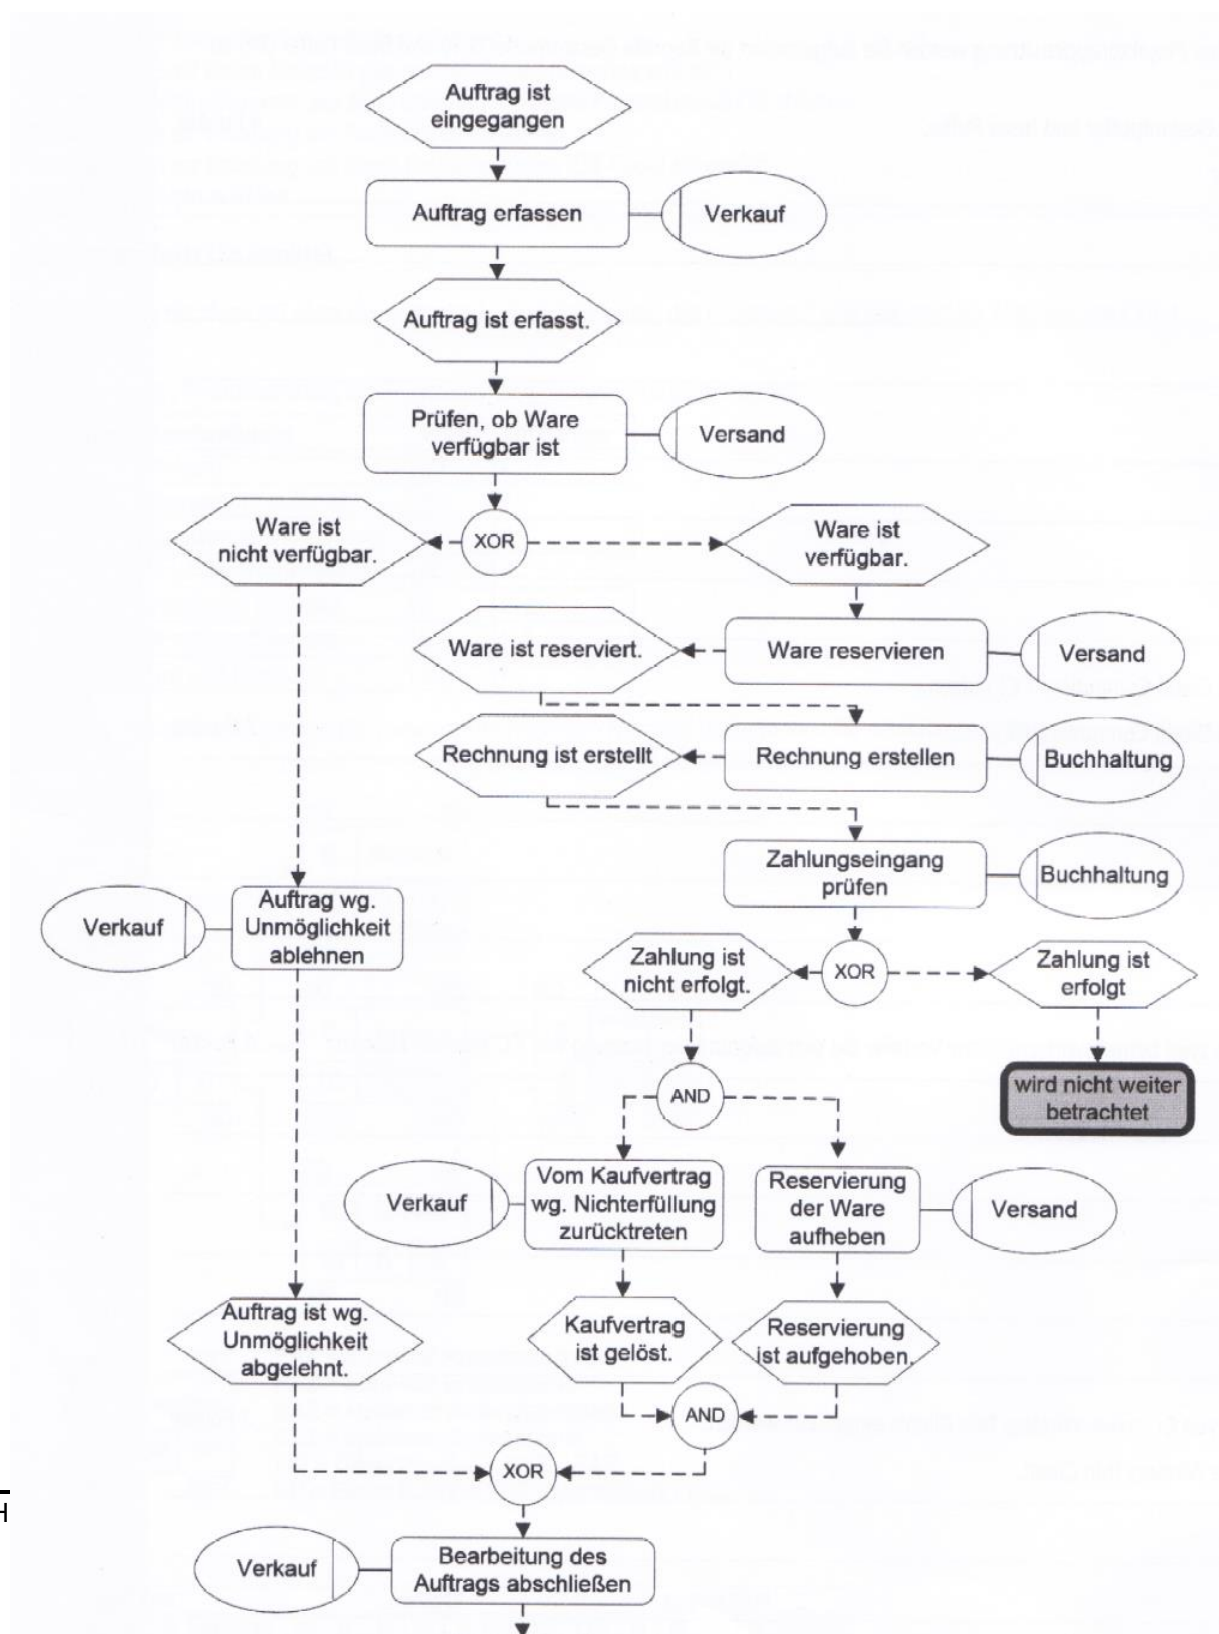 Auftrag ist
eingegangen
Auftrag erfassen
Verkauf
Auftrag ist erfasst.
Prüfen, ob Ware
verfügbar ist
Versand
Ware ist
nicht verfügbar.
XOR
Ware ist
verfügbar.
Ware ist reserviert.
Ware reservieren
Versand
Rechnung ist erstellt
Rechnung erstellen
Buchhaltung
Zahlungseingang
prüfen
Buchhaltung
Verkauf
Auftrag wg.
Unmöglichkeit
ablehnen
Zahlung ist
nicht erfolgt.
XOR
Zahlung ist
erfolgt
AND
wird nicht weiter
betrachtet
Verkauf
Vom Kaufvertrag
wg. Nichterfüllung
zurücktreten
Reservierung
der Ware
aufheben
Versand
Auftrag ist wg.
Unmöglichkeit
abgelehnt.
Kaufvertrag
ist gelöst.
Reservierung
ist aufgehoben.
AND
XOR
H
Verkauf
Bearbeitung des
Auftrags abschließen